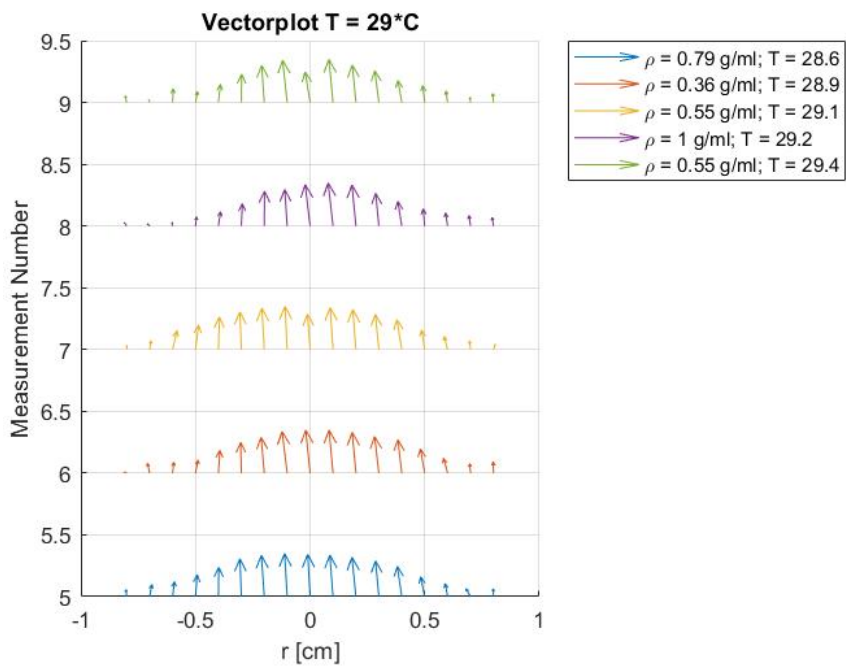 Vectorplot T = 29*C
9.5
9
8.5
8
7.5
7
6.5
6
5.5
5
Measurement Number
-1
-0.5
0
0.5
1
r [cm]
ρ = 0.79 g/ml; T = 28.6
ρ = 0.36 g/ml; T = 28.9
ρ = 0.55 g/ml; T = 29.1
ρ = 1 g/ml; T = 29.2
ρ = 0.55 g/ml; T = 29.4